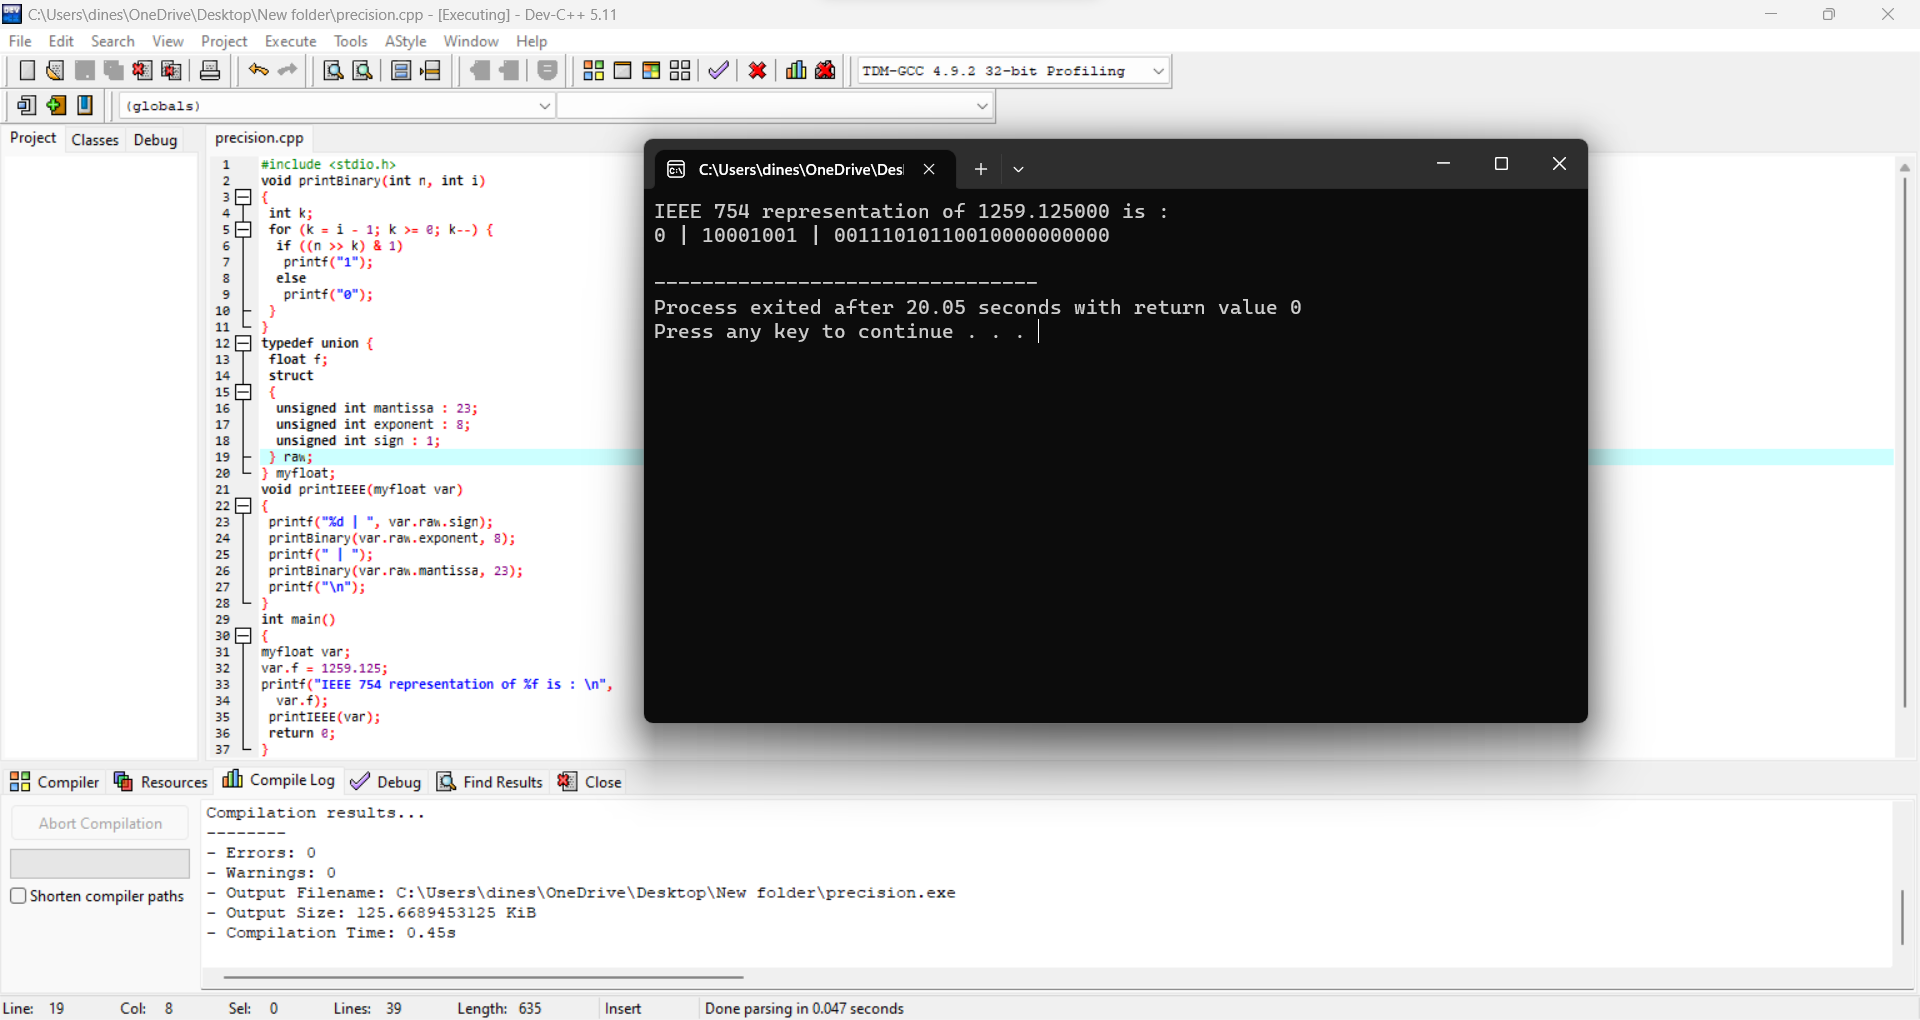 C:\Users\dines\OneDrive\Desktop\New folder\precision.cpp - [Executing] - Dev-C++ 5.11
File Edit Search View Project Execute Tools AStyle Window Help
TDM-GCC 4.9.2 32-bit Profiling
(globals)
Project Classes Debug
precision.cpp
1 #include <stdio.h>
2 void printBinary(int n, int i)
3 {
4 int k;
5 for (k = i - 1; k >= 0; k--) {
6 if ((n >> k) & 1)
7 printf("1");
8 else
9 printf("0");
10 }
11 }
12 typedef union {
13 float f;
14 struct
15 {
16 unsigned int mantissa : 23;
17 unsigned int exponent : 8;
18 unsigned int sign : 1;
19 } raw;
20 } myfloat;
21 void printIEEE(myfloat var)
22 {
23 printf("%d | ", var.raw.sign);
24 printBinary(var.raw.exponent, 8);
25 printf(" | ");
26 printBinary(var.raw.mantissa, 23);
27 printf("\n");
28 }
29 int main()
30 {
31 myfloat var;
32 var.f = 1259.125;
33 printf("IEEE 754 representation of %f is : \n",
34 var.f);
35 printIEEE(var);
36 return 0;
37 }
C:\Users\dines\OneDrive\Des
IEEE 754 representation of 1259.125000 is :
0 | 10001001 | 00111010110010000000000
--------------------------------
Process exited after 20.05 seconds with return value 0
Press any key to continue . . .
Compiler Resources Compile Log Debug Find Results Close
Abort Compilation
Shorten compiler paths
Compilation results...
--------
- Errors: 0
- Warnings: 0
- Output Filename: C:\Users\dines\OneDrive\Desktop\New folder\precision.exe
- Output Size: 125.6689453125 KiB
- Compilation Time: 0.45s
Line: 19 Col: 8 Sel: 0 Lines: 39 Length: 635 Insert Done parsing in 0.047 seconds